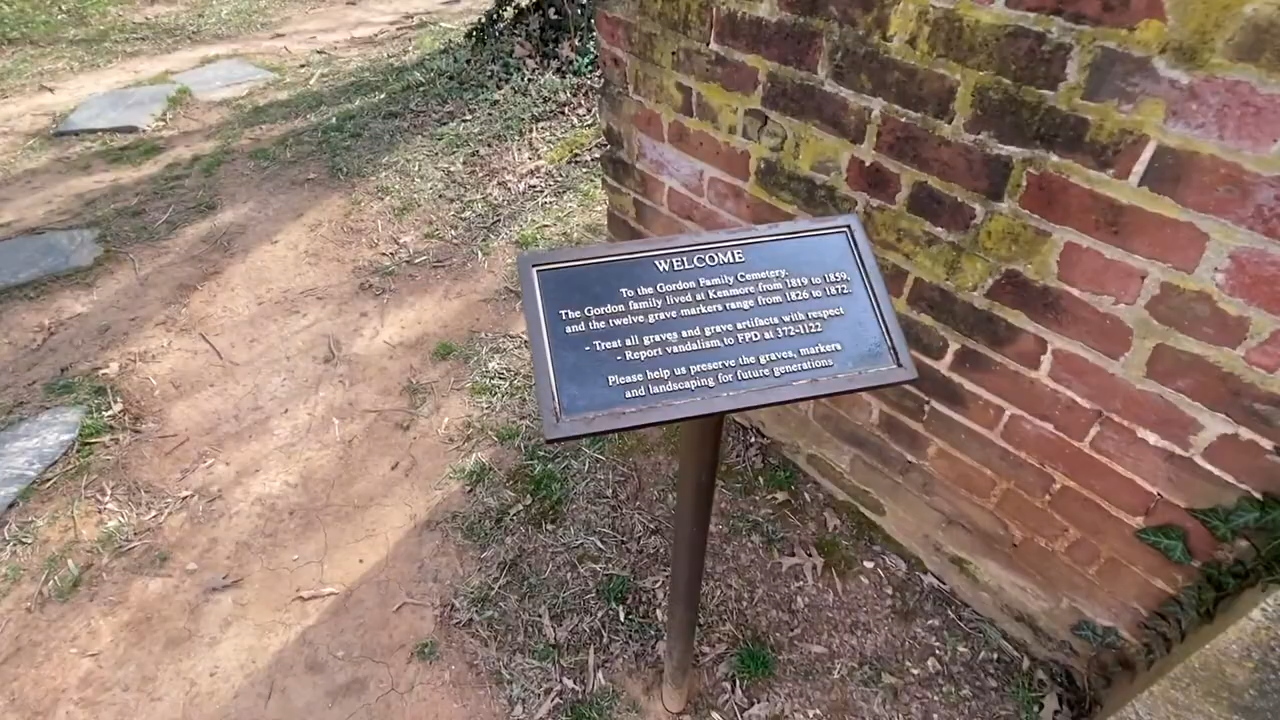 WELCOME
To the Gordon Family Cemetery.
The Gordon family lived at Kenmore from 1819 to 1859,
and the twelve grave markers range from 1826 to 1872.
- Treat all graves and grave artifacts with respect
- Report vandalism to FPD at 372-1122
Please help us preserve the graves, markers
and landscaping for future generations